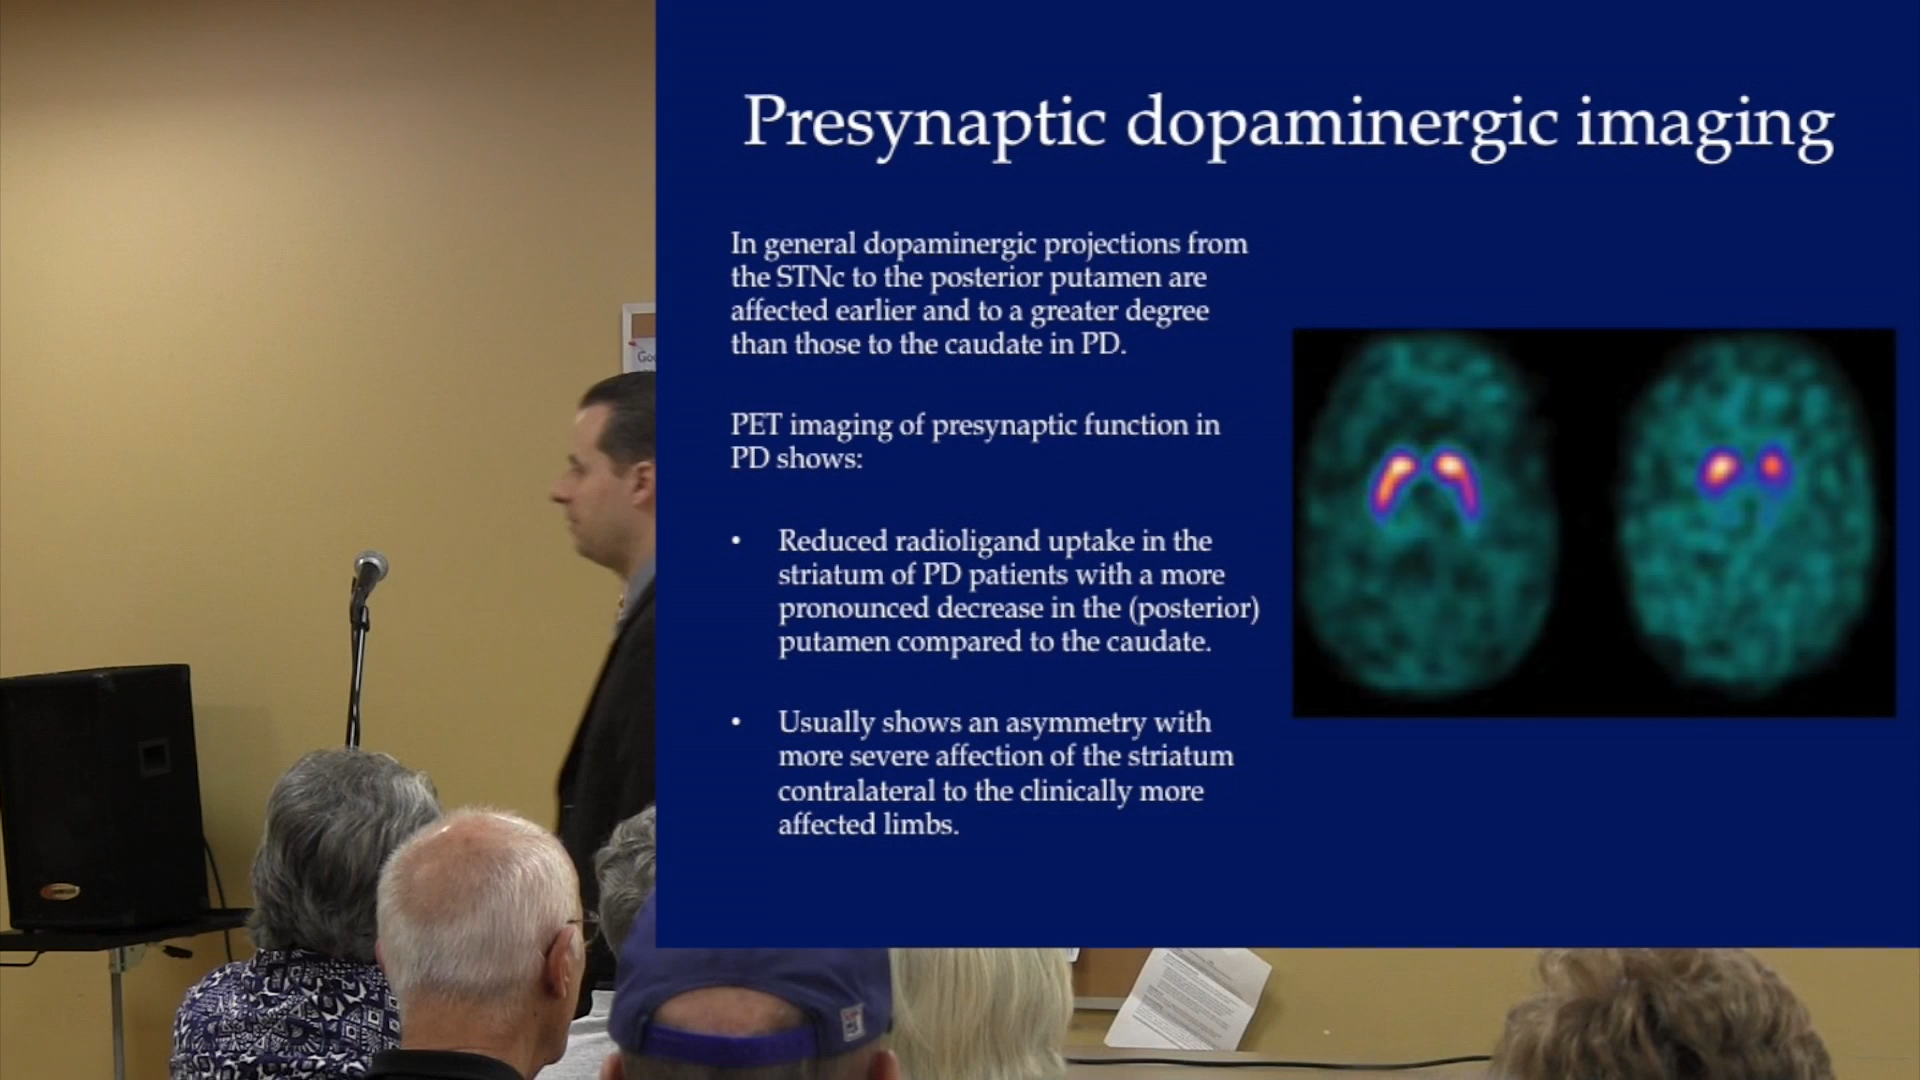 Presynaptic dopaminergic imaging
In general dopaminergic projections from
the STNc to the posterior putamen are
affected earlier and to a greater degree
than those to the caudate in PD.
PET imaging of presynaptic function in
PD shows:
• Reduced radioligand uptake in the
striatum of PD patients with a more
pronounced decrease in the (posterior)
putamen compared to the caudate.
• Usually shows an asymmetry with
more severe affection of the striatum
contralateral to the clinically more
affected limbs.